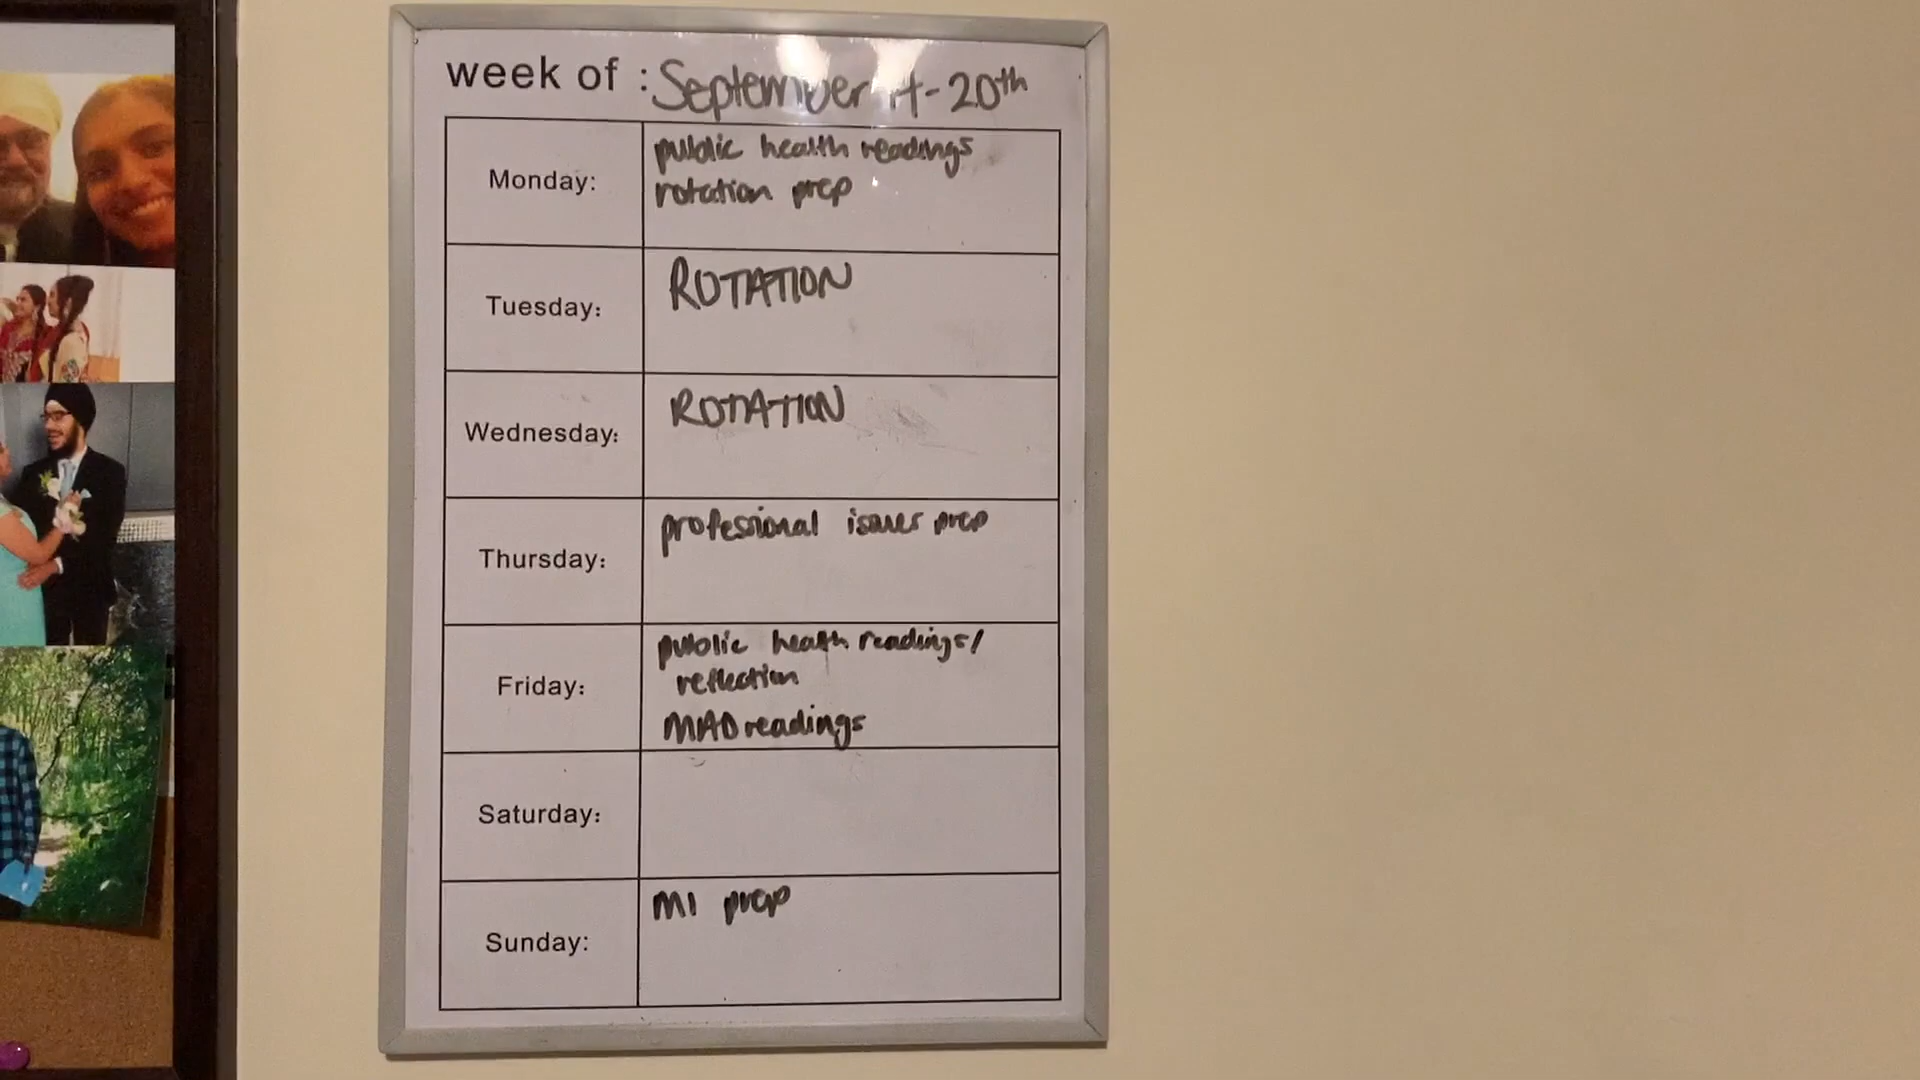 week of : September 14-20th
Monday:
public health readings
rotation prep
Tuesday:
ROTATION
Wednesday:
ROTATION
Thursday:
professional issues prep
Friday:
public health readings/
reflection
MAD readings
Saturday:
Sunday:
MI prep